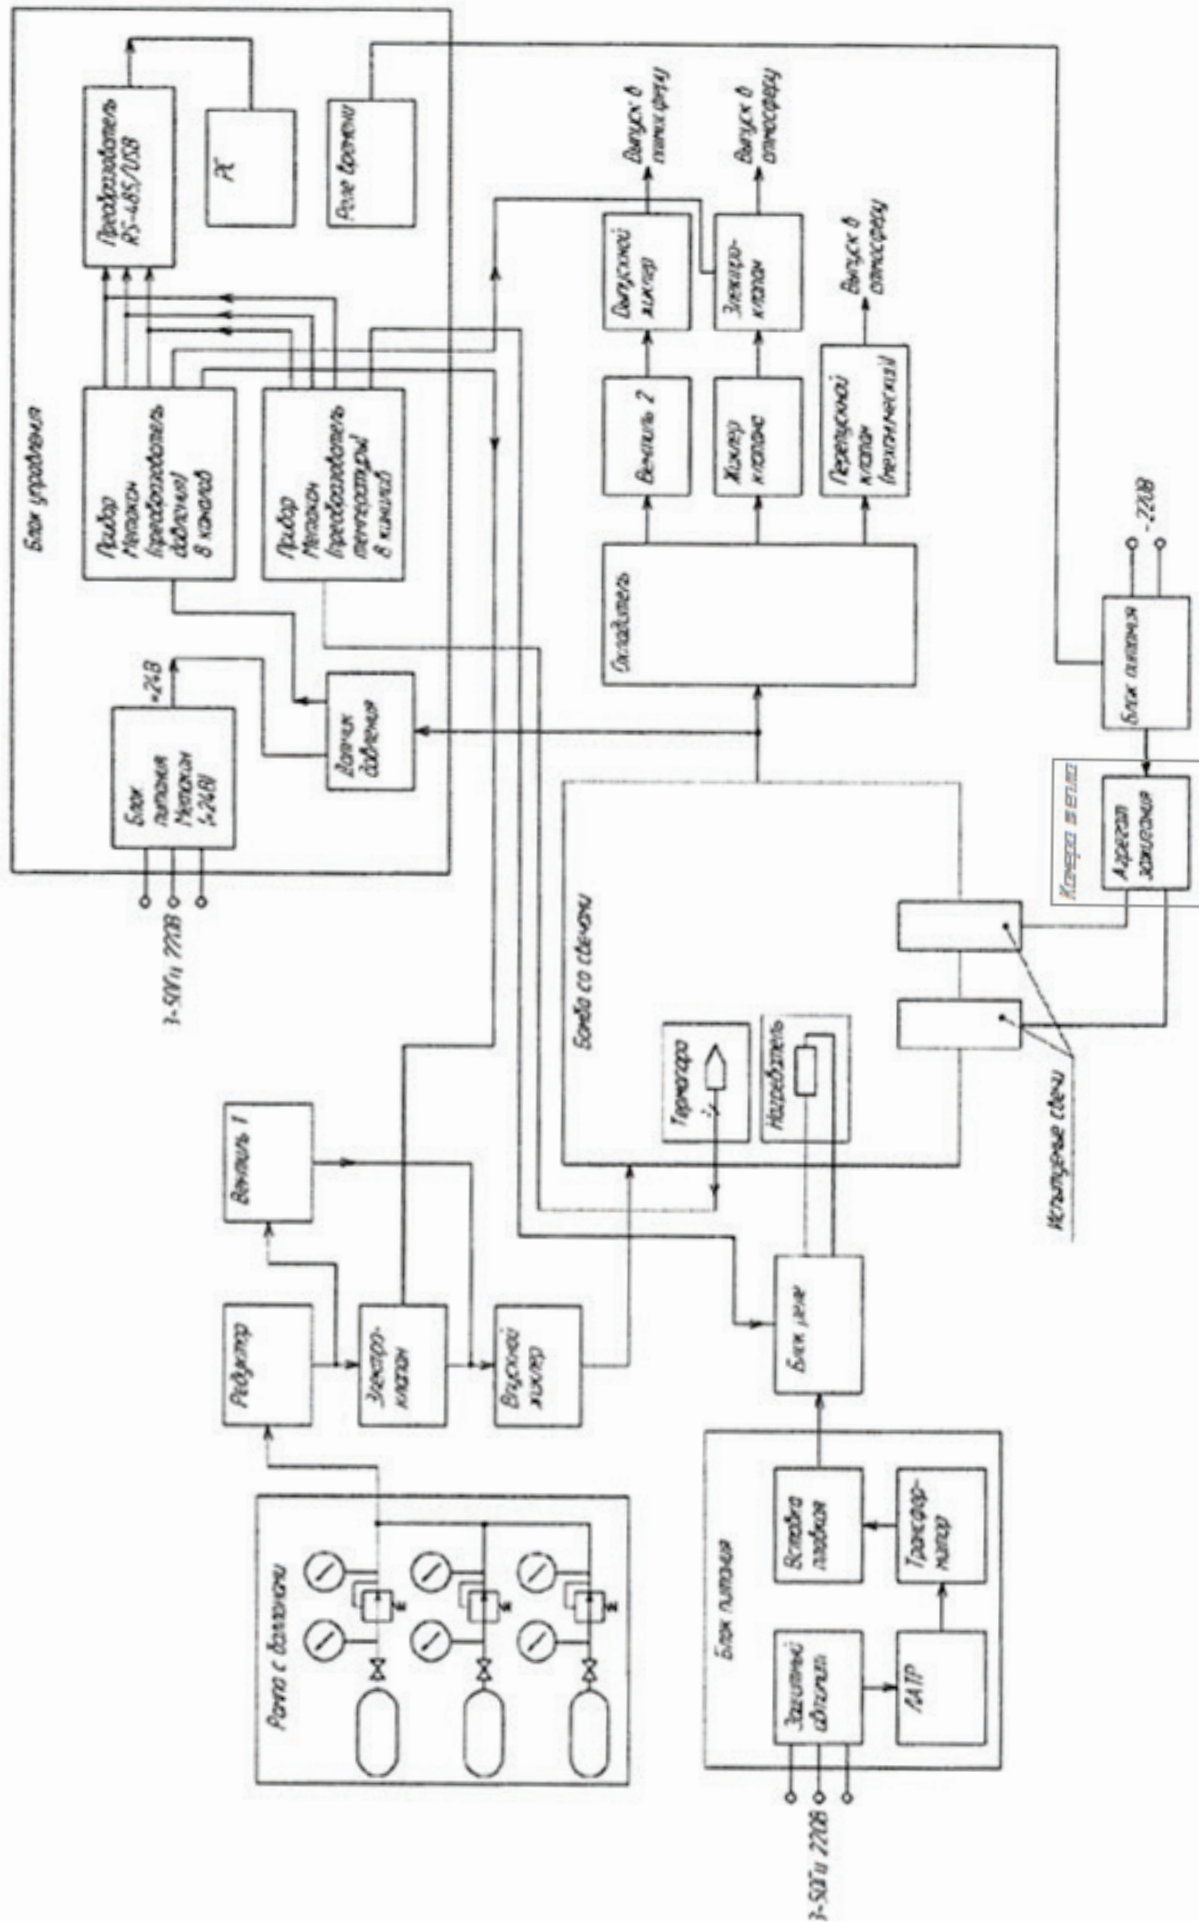 Блок управления
3~50Гц 220В
Блок
питания
Метакон
(=24В)
=24В
Прибор
Метакон
(преобразователь
давления)
8 каналов
Преобразователь
RS-485/USB
PC
Реле времени
Прибор
Метакон
(преобразователь
температуры)
8 каналов
Датчик
давления
Рампа с баллонами
Редуктор
Вентиль 1
Электро-
клапан
Впускной
жиклер
Бомба со свечами
Термопара
Нагреватель
Охладитель
Вентиль 2
Выпускной
жиклер
Выпуск в
атмосферу
Жиклер
клапана
Электро-
клапан
Выпуск в
атмосферу
Перепускной
клапан
(механический)
Выпуск в
атмосферу
Блок питания
3~50Гц 220В
Защитный
автомат
Вставка
плавкая
ЛАТР
Трансфор-
матор
Блок реле
Испытуемые свечи
Камера тепла
Агрегат
зажигания
Блок питания
~220В